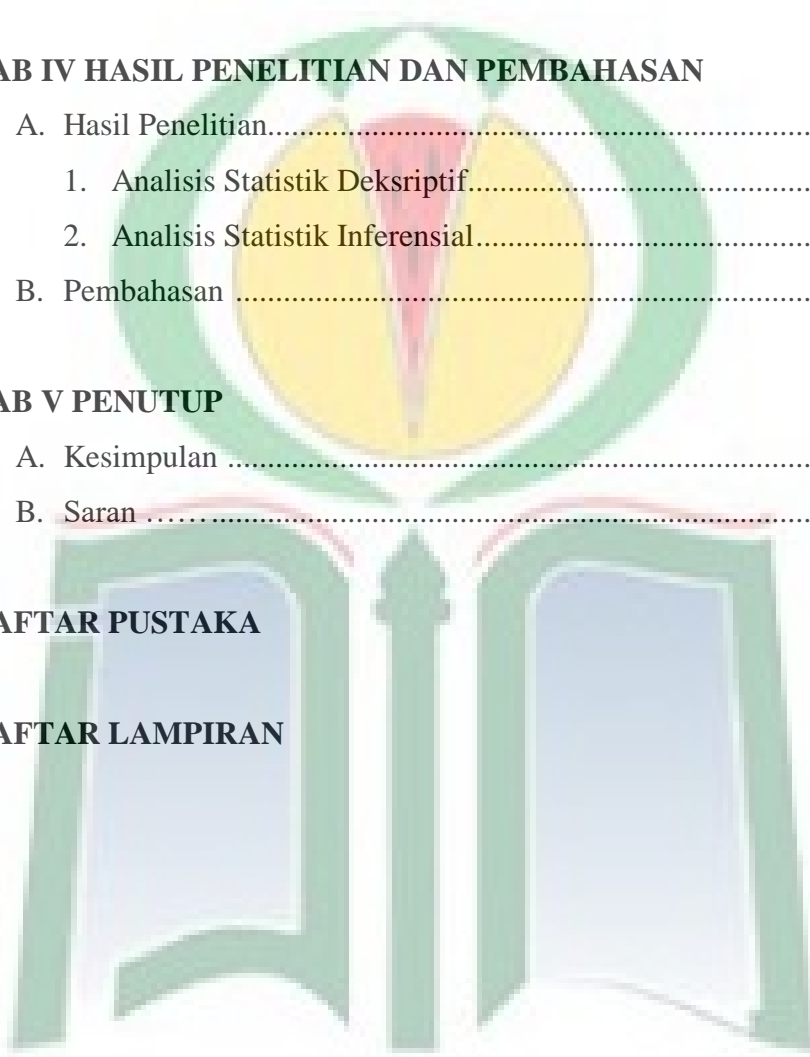 AB IV HASIL PENELITIAN DAN PEMBAHASAN
A. Hasil Penelitian......................................................................
1. Analisis Statistik Deksriptif............................................
2. Analisis Statistik Inferensial...........................................
B. Pembahasan ..........................................................................
AB V PENUTUP
A. Kesimpulan ...........................................................................
B. Saran .....................................................................................
AFTAR PUSTAKA
AFTAR LAMPIRAN